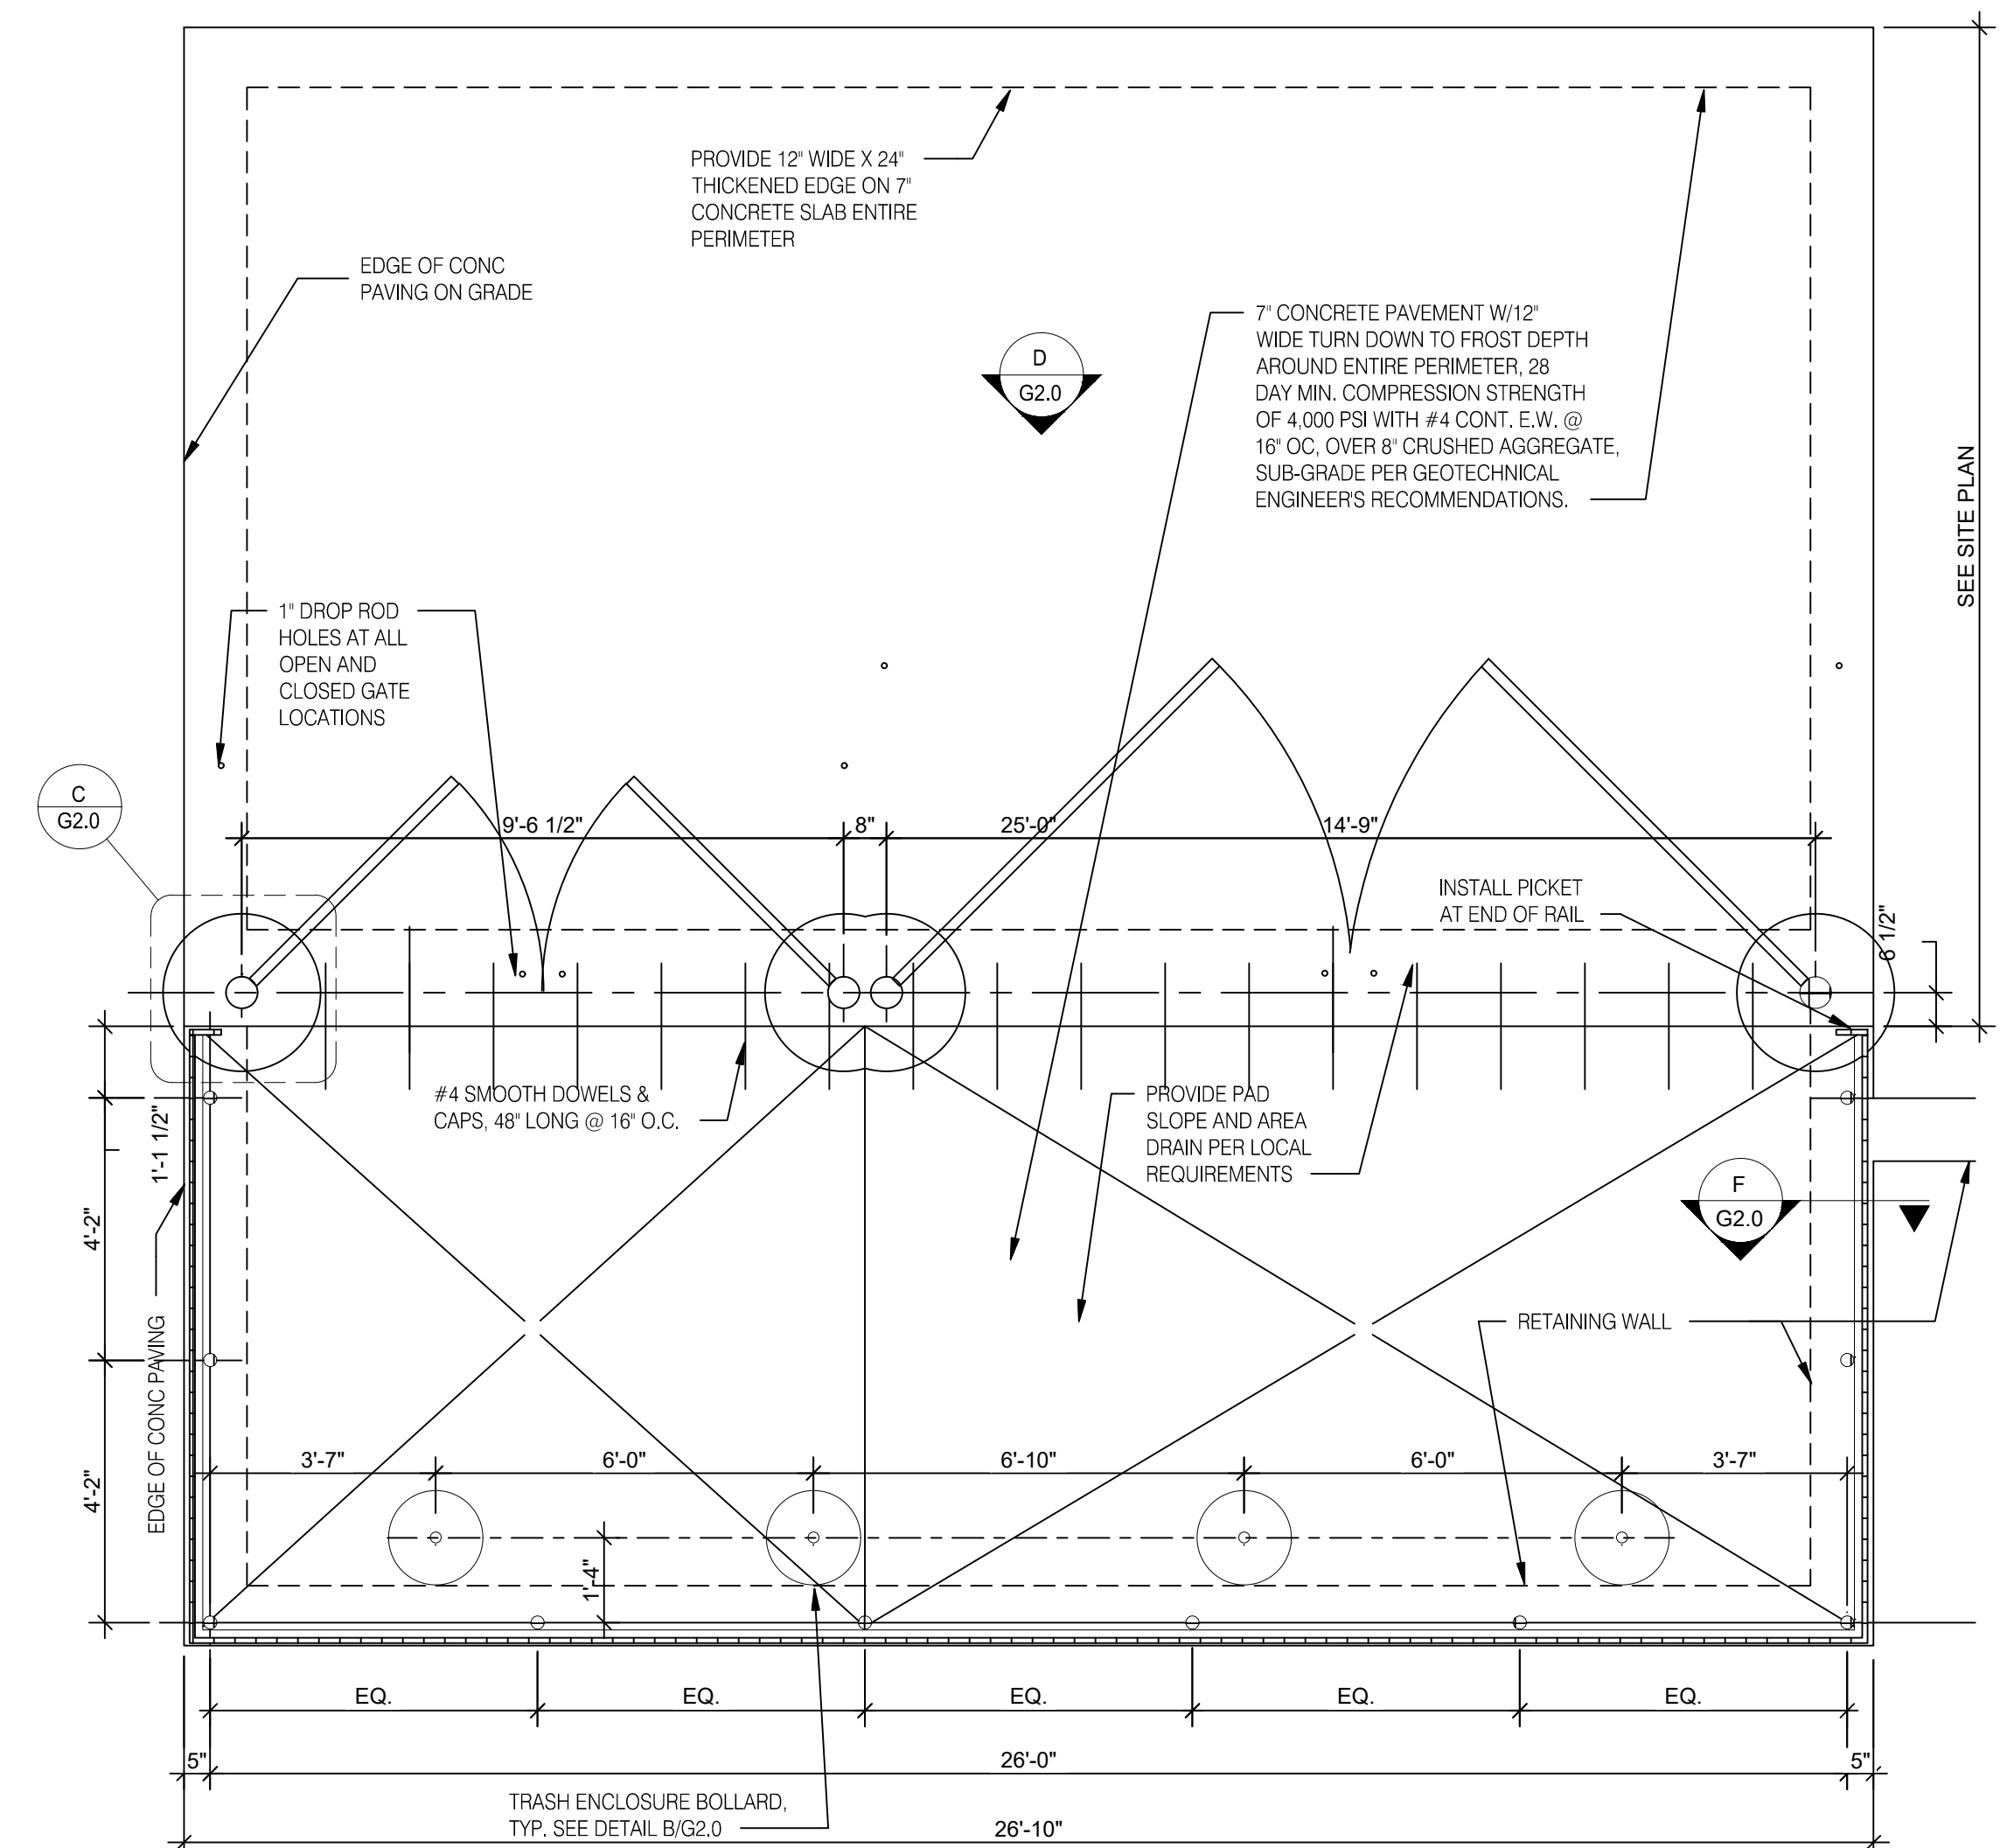 PROVIDE 12" WIDE X 24"
THICKENED EDGE ON 7"
CONCRETE SLAB ENTIRE
PERIMETER
EDGE OF CONC
PAVING ON GRADE
7" CONCRETE PAVEMENT W/12"
WIDE TURN DOWN TO FROST DEPTH
AROUND ENTIRE PERIMETER, 28
DAY MIN. COMPRESSION STRENGTH
OF 4,000 PSI WITH #4 CONT. E.W. @
16" OC, OVER 8" CRUSHED AGGREGATE,
SUB-GRADE PER GEOTECHNICAL
ENGINEER'S RECOMMENDATIONS.
D
G2.0
SEE SITE PLAN
1" DROP ROD
HOLES AT ALL
OPEN AND
CLOSED GATE
LOCATIONS
C
G2.0
9'-6 1/2"
8"
25'-0"
14'-9"
INSTALL PICKET
AT END OF RAIL
6 1/2"
#4 SMOOTH DOWELS &
CAPS, 48" LONG @ 16" O.C.
PROVIDE PAD
SLOPE AND AREA
DRAIN PER LOCAL
REQUIREMENTS
1'-1 1/2"
4'-2"
F
G2.0
EDGE OF CONC PAVING
RETAINING WALL
4'-2"
3'-7"
6'-0"
6'-10"
6'-0"
3'-7"
1'-4"
EQ.
EQ.
EQ.
EQ.
EQ.
5"
26'-0"
5"
TRASH ENCLOSURE BOLLARD,
TYP. SEE DETAIL B/G2.0
26'-10"